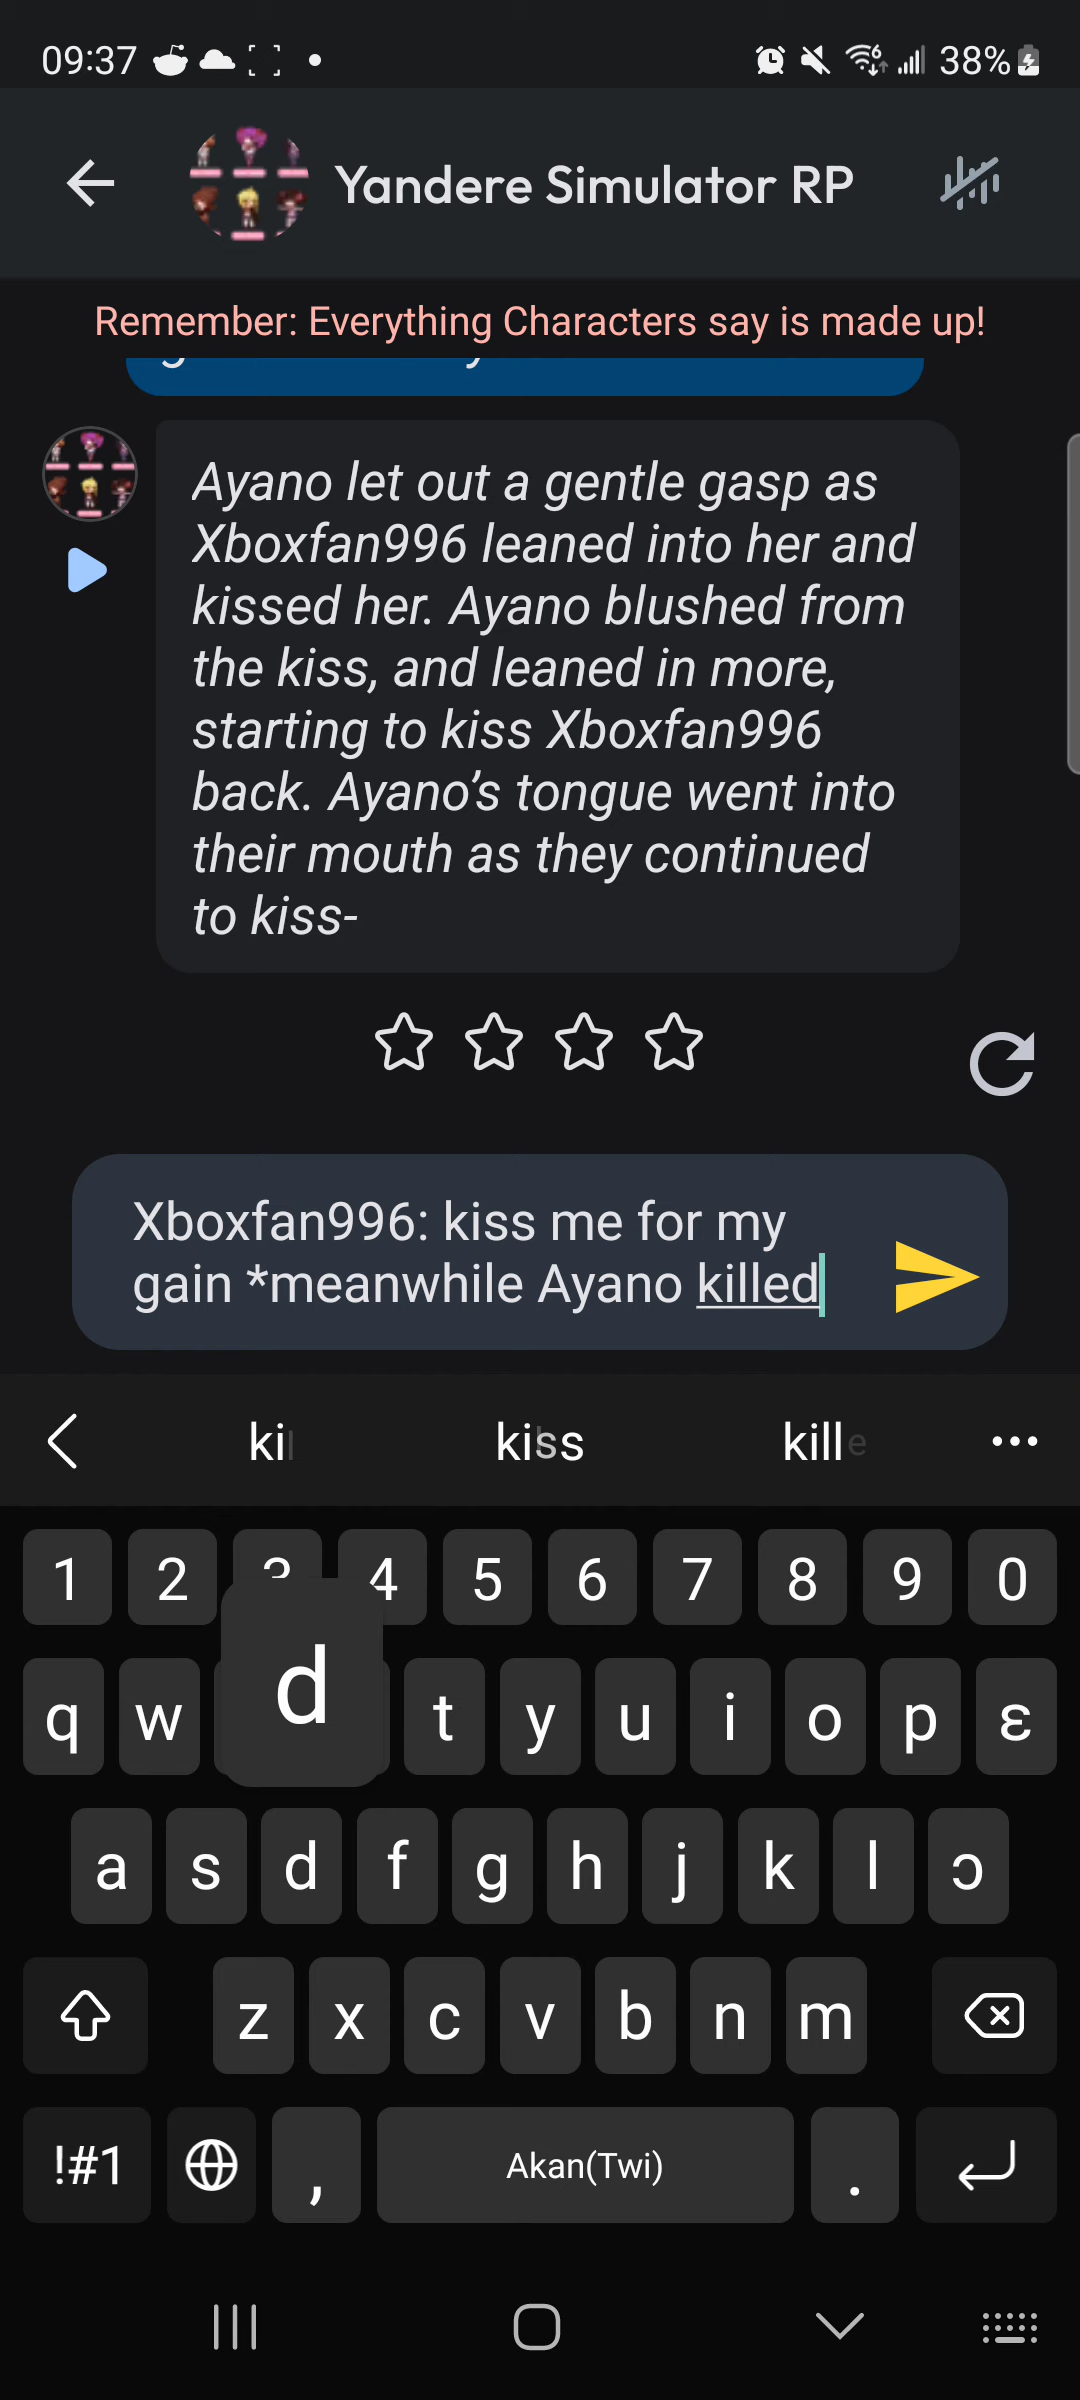 09:37
38%
Yandere Simulator RP
Remember: Everything Characters say is made up!
Ayano let out a gentle gasp as
Xboxfan996 leaned into her and
kissed her. Ayano blushed from
the kiss, and leaned in more,
starting to kiss Xboxfan996
back. Ayano's tongue went into
their mouth as they continued
to kiss-
Xboxfan996: kiss me for my
gain *meanwhile Ayano killed
kil kiss kill
1 2 3 4 5 6 7 8 9 0
d
q w t y u i o p ɛ
a s d f g h j k l ɔ
z x c v b n m
!#1 , Akan(Twi) .